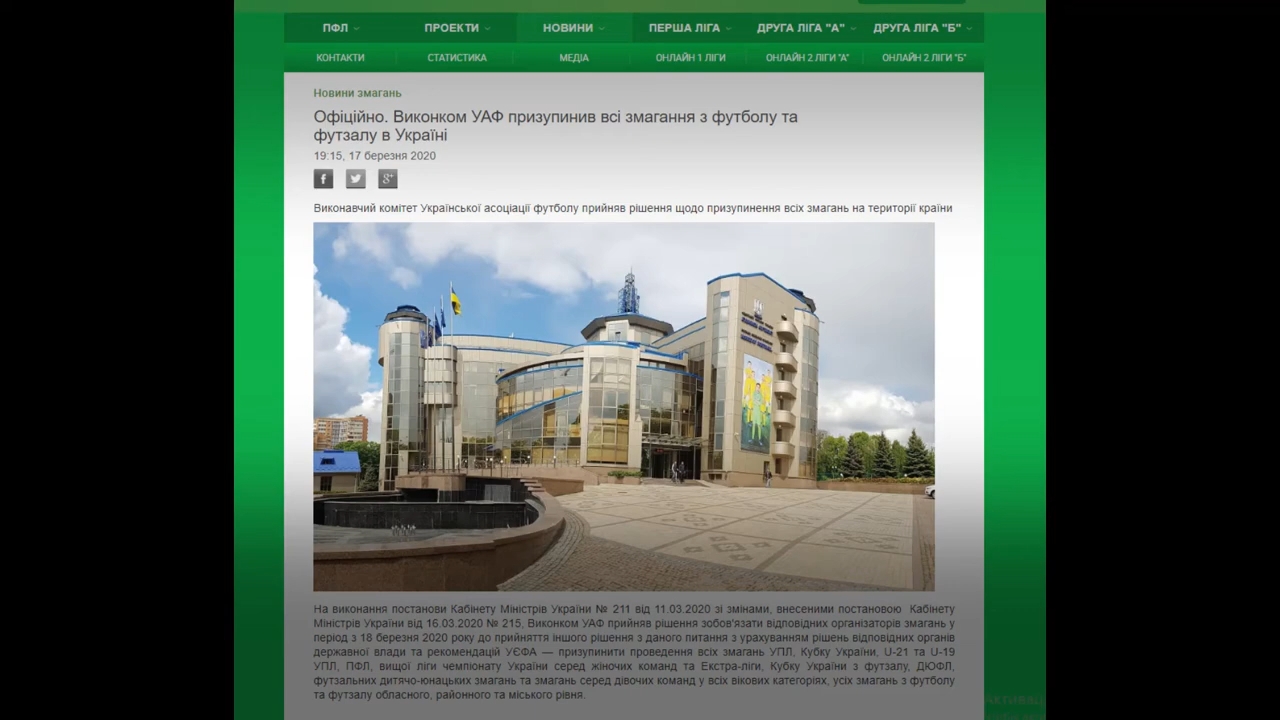 ПФЛ ПРОЕКТИ НОВИНИ ПЕРША ЛІГА ДРУГА ЛІГА "А" ДРУГА ЛІГА "Б"
КОНТАКТИ СТАТИСТИКА МЕДІА ОНЛАЙН 1 ЛІГИ ОНЛАЙН 2 ЛІГИ "А" ОНЛАЙН 2 ЛІГИ "Б"
Новини змагань
Офіційно. Виконком УАФ призупинив всі змагання з футболу та
футзалу в Україні
19:15, 17 березня 2020
Виконавчий комітет Української асоціації футболу прийняв рішення щодо призупинення всіх змагань на території країни
На виконання постанови Кабінету Міністрів України № 211 від 11.03.2020 зі змінами, внесеними постановою Кабінету
Міністрів України від 16.03.2020 № 215, Виконком УАФ прийняв рішення зобов'язати відповідних організаторів змагань у
період з 18 березня 2020 року до прийняття іншого рішення з даного питання з урахуванням рішень відповідних органів
державної влади та рекомендацій УЄФА — призупинити проведення всіх змагань УПЛ, Кубку України, U-21 та U-19
УПЛ, ПФЛ, вищої ліги чемпіонату України серед жіночих команд та Екстра-ліги, Кубку України з футзалу, ДЮФЛ,
футзальних дитячо-юнацьких змагань та змагань серед дівочих команд у всіх вікових категоріях, усіх змагань з футболу
та футзалу обласного, районного та міського рівня.